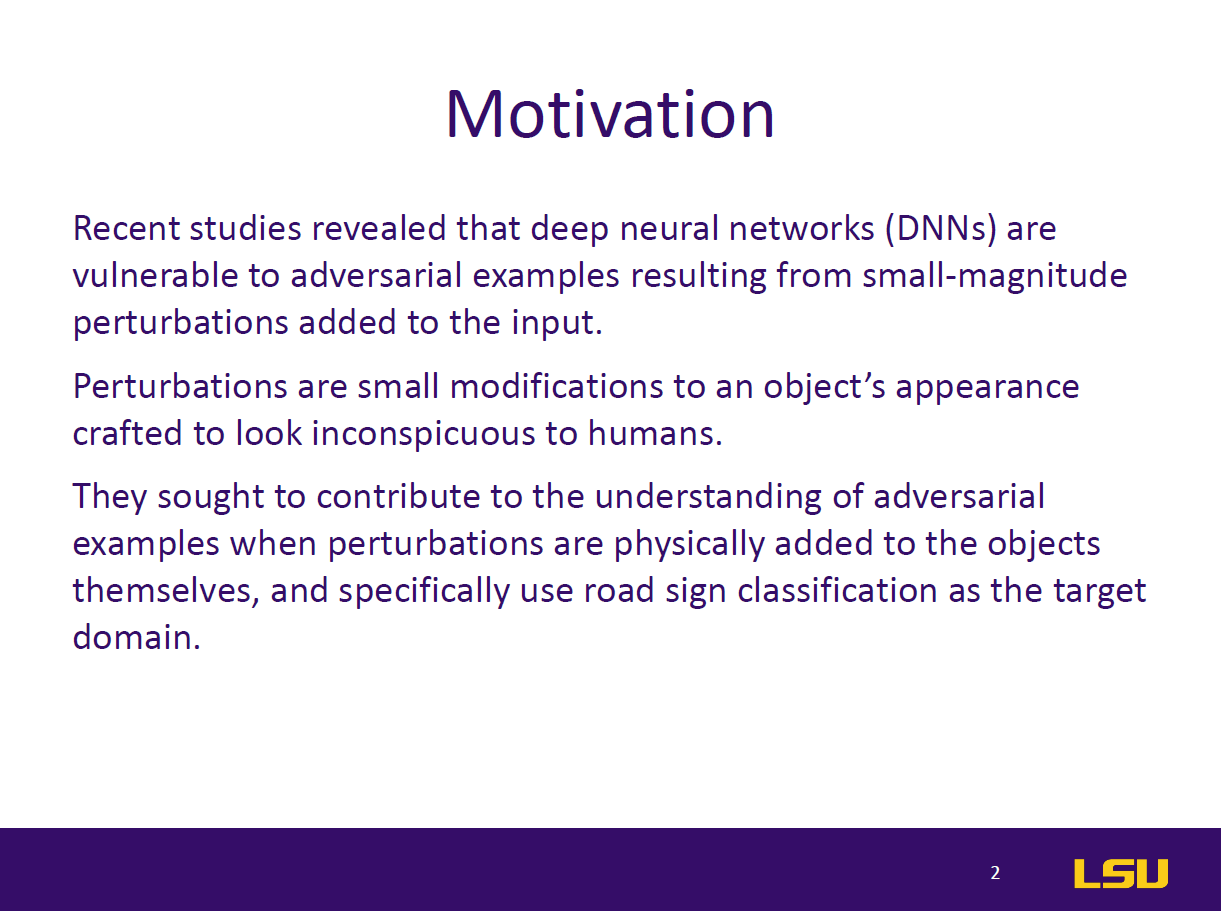 Motivation
Recent studies revealed that deep neural networks (DNNs) are
vulnerable to adversarial examples resulting from small-magnitude
perturbations added to the input.
Perturbations are small modifications to an object’s appearance
crafted to look inconspicuous to humans.
They sought to contribute to the understanding of adversarial
examples when perturbations are physically added to the objects
themselves, and specifically use road sign classification as the target
domain.
2
LSU